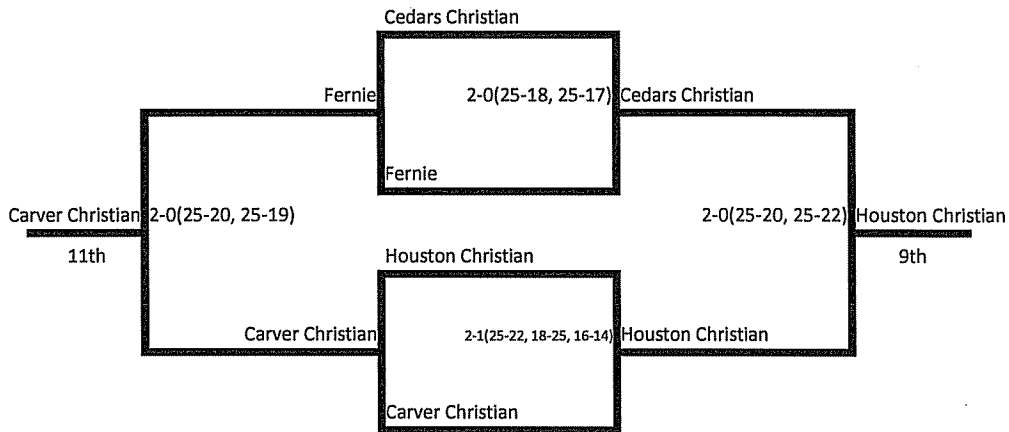 Cedars Christian
Fernie
2-0(25-18, 25-17)
Cedars Christian
Fernie
Carver Christian
2-0(25-20, 25-19)
2-0(25-20, 25-22)
Houston Christian
11th
9th
Houston Christian
Carver Christian
2-1(25-22, 18-25, 16-14)
Houston Christian
Carver Christian